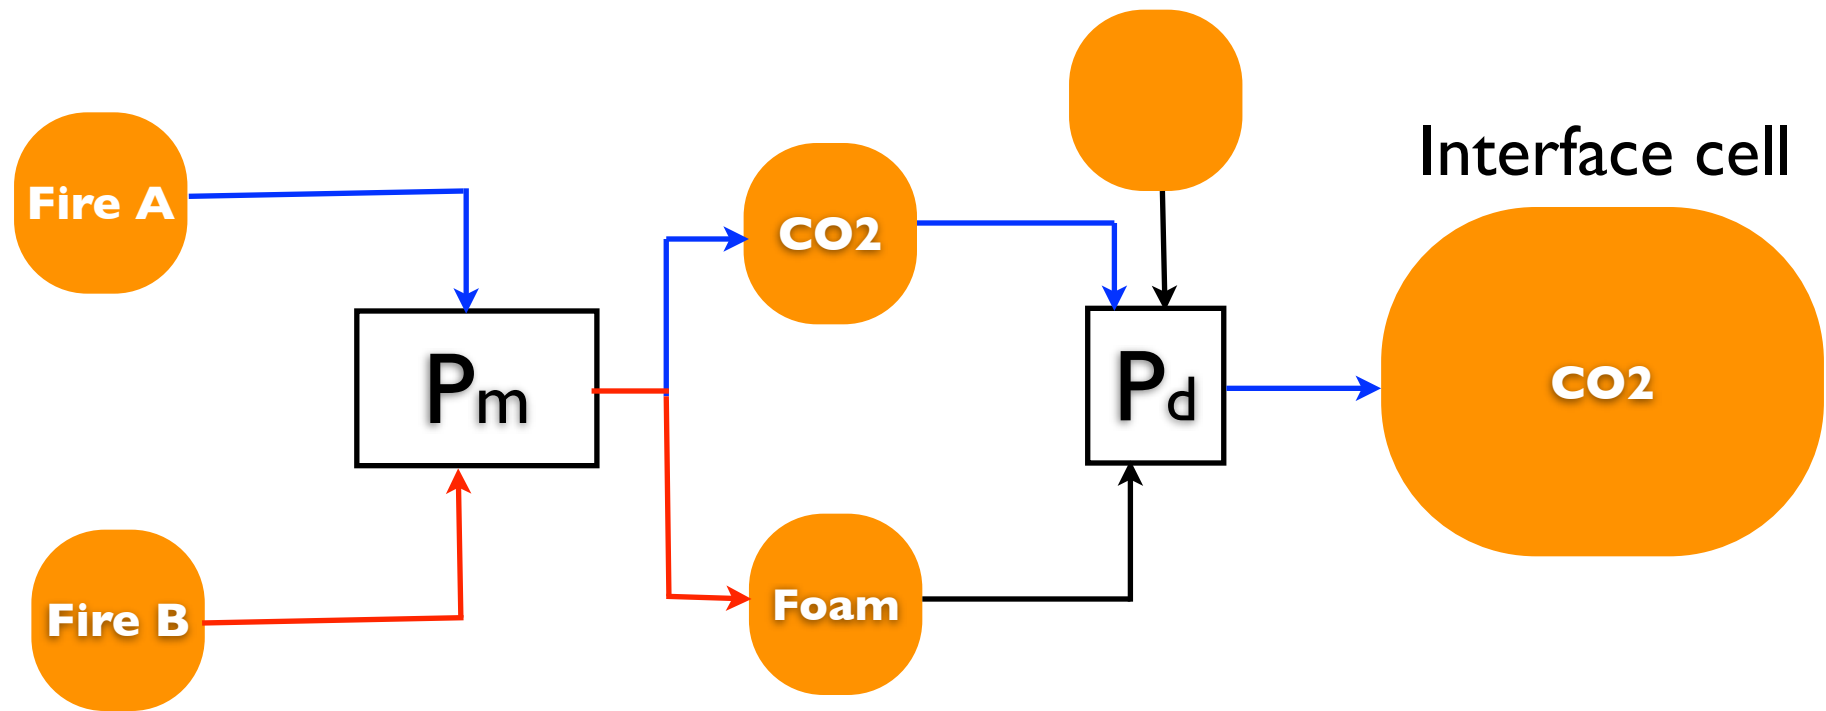 Interface cell
Fire A
CO2
Pm
Pd
CO2
Fire B
Foam